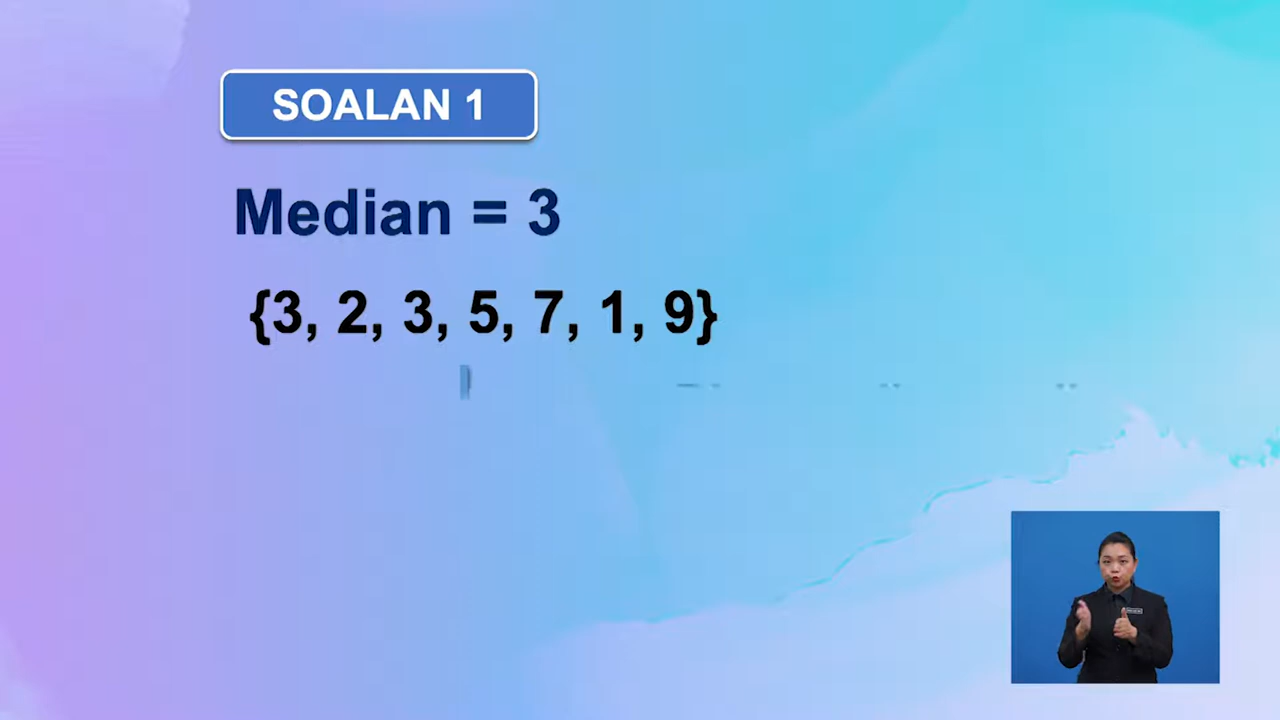 SOALAN 1
Median = 3
{3, 2, 3, 5, 7, 1, 9}